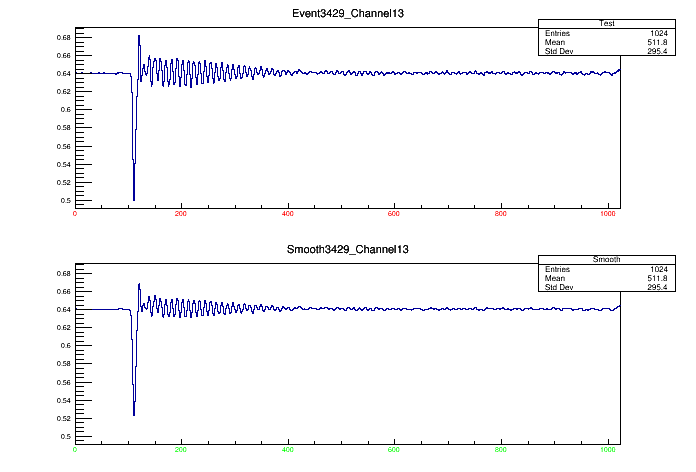 Event3429_Channel13
Test
Entries 1024
Mean 511.8
Std Dev 295.4
0.68
0.66
0.64
0.62
0.6
0.58
0.56
0.54
0.52
0.5
0 200 400 600 800 1000
Smooth3429_Channel13
Smooth
Entries 1024
Mean 511.8
Std Dev 295.4
0.68
0.66
0.64
0.62
0.6
0.58
0.56
0.54
0.52
0.5
0 200 400 600 800 1000